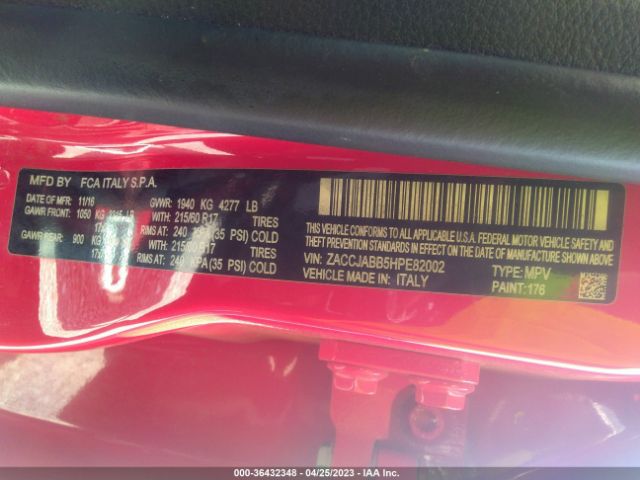 MFD BY FCA ITALY S.P.A.
DATE OF MFR: 11/16 GVWR: 1940 KG 4277 LB
GAWR FRONT: 1050 KG LB WITH: 215/60 R17 TIRES
RIMS AT: 240 (35 PSI) COLD
GAWR REAR: 900 KG WITH: 215/60 R17 TIRES
RIMS AT: 240 KPA (35 PSI) COLD
THIS VEHICLE CONFORMS TO ALL APPLICABLE U.S.A. FEDERAL MOTOR VEHICLE
SAFETY, BUMPER, AND THEFT PREVENTION STANDARDS IN EFFECT ON THE DATE OF MANUFACTURE SHOWN ABOVE
VIN: ZACCJABB5HPE82002 TYPE: MPV
VEHICLE MADE IN: ITALY PAINT: 176
000-36432348 - 04/25/2023 - IAA Inc.